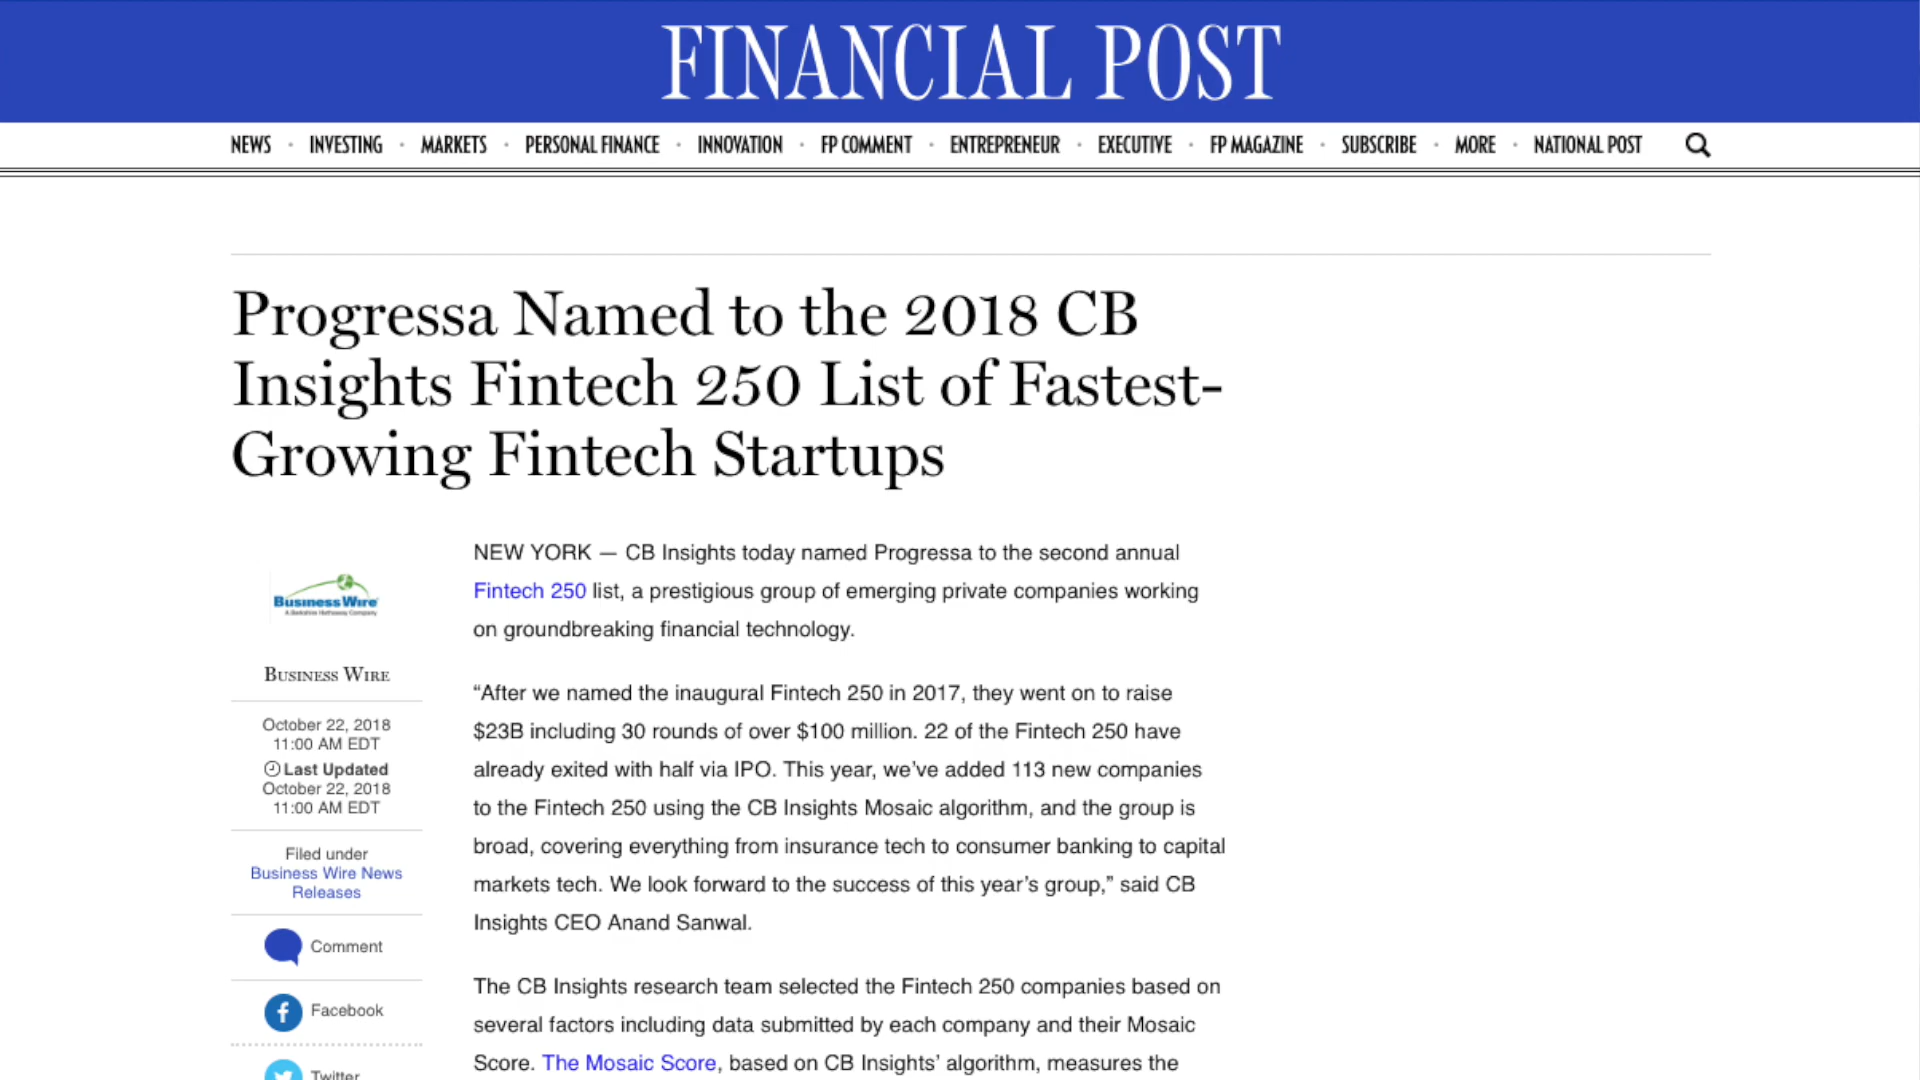 FINANCIAL POST
NEWS • INVESTING • MARKETS • PERSONAL FINANCE • INNOVATION • FP COMMENT • ENTREPRENEUR • EXECUTIVE • FP MAGAZINE • SUBSCRIBE • MORE • NATIONAL POST
Progressa Named to the 2018 CB
Insights Fintech 250 List of Fastest-
Growing Fintech Startups
Business Wire
A Berkshire Hathaway Company
BUSINESS WIRE
October 22, 2018
11:00 AM EDT
Last Updated
October 22, 2018
11:00 AM EDT
Filed under
Business Wire News
Releases
Comment
Facebook
Twitter
NEW YORK — CB Insights today named Progressa to the second annual
Fintech 250 list, a prestigious group of emerging private companies working
on groundbreaking financial technology.
“After we named the inaugural Fintech 250 in 2017, they went on to raise
$23B including 30 rounds of over $100 million. 22 of the Fintech 250 have
already exited with half via IPO. This year, we’ve added 113 new companies
to the Fintech 250 using the CB Insights Mosaic algorithm, and the group is
broad, covering everything from insurance tech to consumer banking to capital
markets tech. We look forward to the success of this year’s group,” said CB
Insights CEO Anand Sanwal.
The CB Insights research team selected the Fintech 250 companies based on
several factors including data submitted by each company and their Mosaic
Score. The Mosaic Score, based on CB Insights’ algorithm, measures the